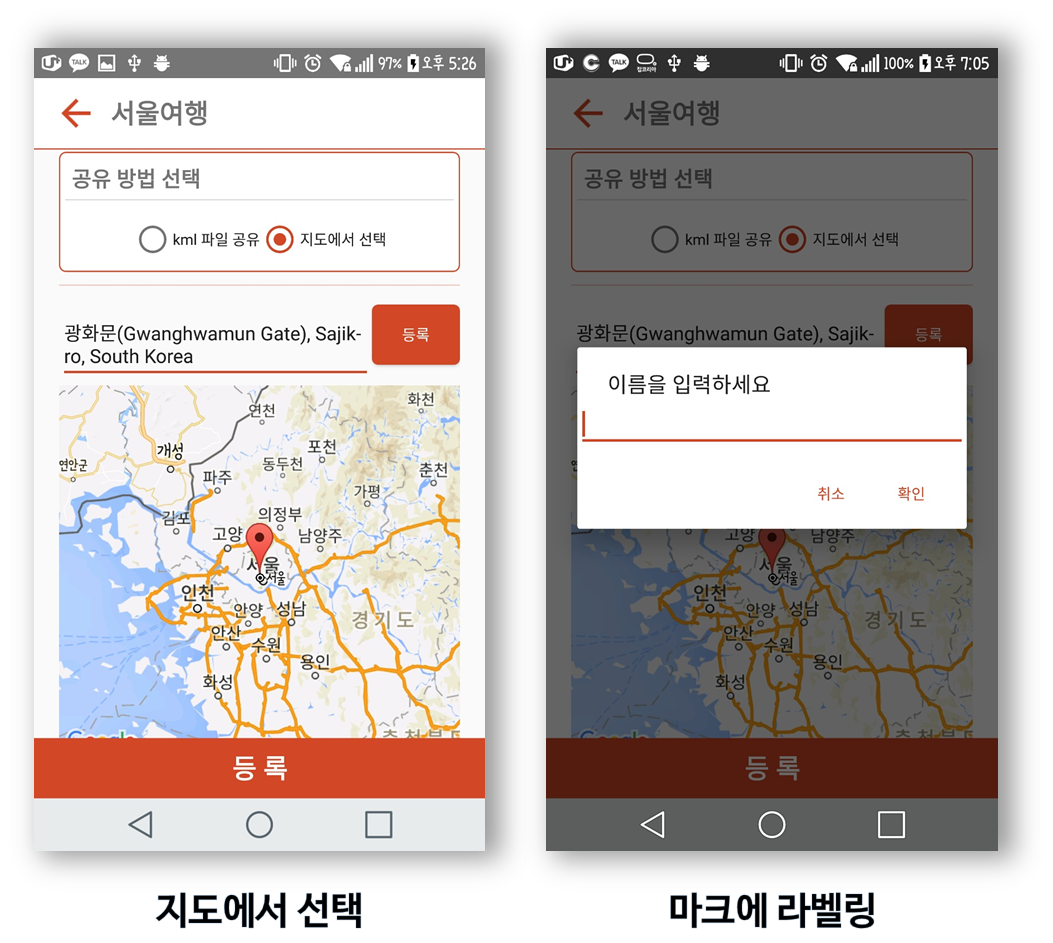 TALK 97% 오후 5:26
서울여행
공유 방법 선택
kml 파일 공유 지도에서 선택
광화문(Gwanghwamun Gate), Sajik-
ro, South Korea
등록
화천
연천
포천
개성
동두천
연안군
춘천
파주
가평
의정부
김포
고양
남양주
서울
서울
인천
안양
성남
경기도
안산
수원
용인
화성
Google
등 록
지도에서 선택
TALK 100% 오후 7:05
서울여행
공유 방법 선택
kml 파일 공유 지도에서 선택
광화문(Gwanghwamun Gate), Sajik-
등록
이름을 입력하세요
취소 확인
고양
남양주
서울
서울
인천
안양
성남
경기도
안산
수원
용인
화성
Google
등 록
마크에 라벨링